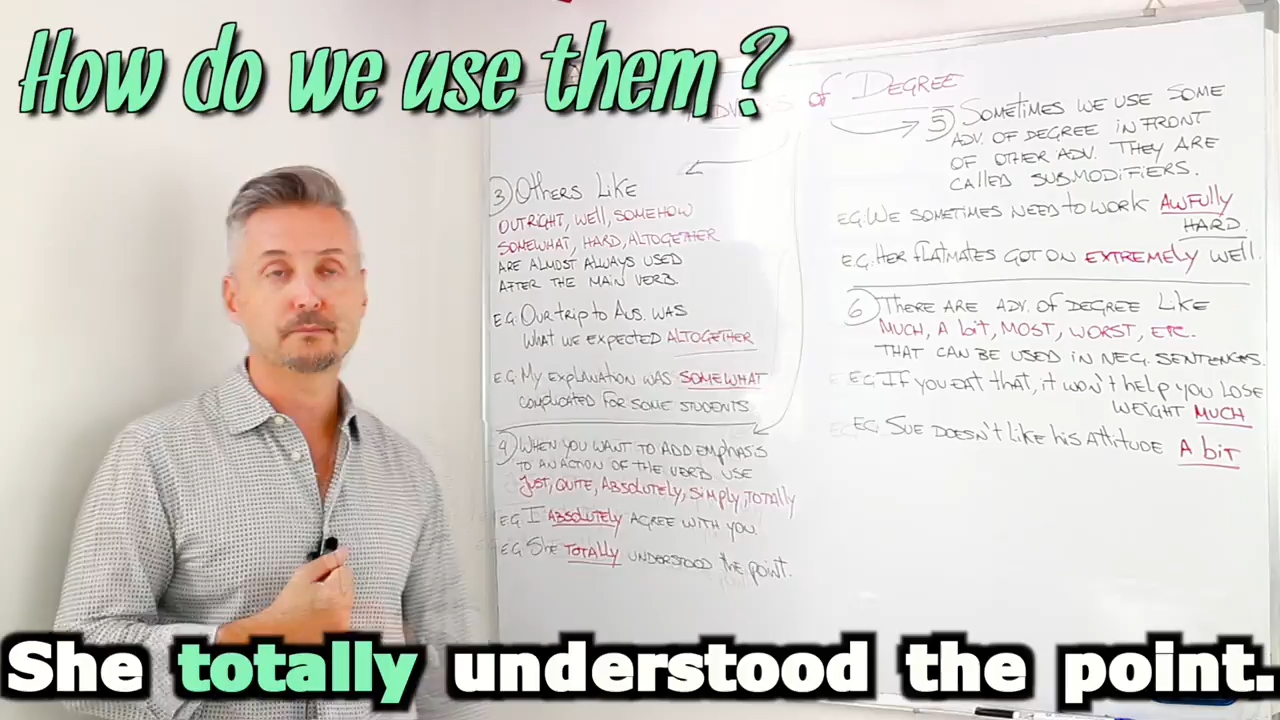 How do we use them?
of DEGREE
3) OTHERS LIKE
OUTRIGHT, WELL, SOMEHOW
SOMEWHAT, HARD, ALTOGETHER
ARE ALMOST ALWAYS USED
AFTER THE MAIN VERB.
E.G. OUR TRIP TO AUS. WAS
WHAT WE EXPECTED ALTOGETHER
E.G. MY EXPLANATION WAS SOMEWHAT
COMPLICATED FOR SOME STUDENTS
4) WHEN YOU WANT TO ADD EMPHASIS
TO AN ACTION OF THE VERB USE
JUST, QUITE, ABSOLUTELY, SIMPLY, TOTALLY
E.G. I ABSOLUTELY AGREE WITH YOU.
E.G. She TOTALLY UNDERSTOOD the point.
5) SOMETIMES WE USE SOME
ADV. OF DEGREE IN FRONT
OF OTHER ADV. THEY ARE
CALLED SUBMODIFIERS.
E.G. WE SOMETIMES NEED TO WORK AWFULLY
HARD.
E.G. HER flATMATES GOT ON EXTREMELY WELL.
6) THERE ARE ADV. OF DEGREE LIKE
MUCH, A bit, MOST, WORST, ETC.
THAT CAN BE USED IN NEG. SENTENCES.
E.G. If you EAT that, it won't help you LOSE
WEIGHT MUCH
E.G. SUE DOESN'T like his Attitude A bit
She totally understood the point.